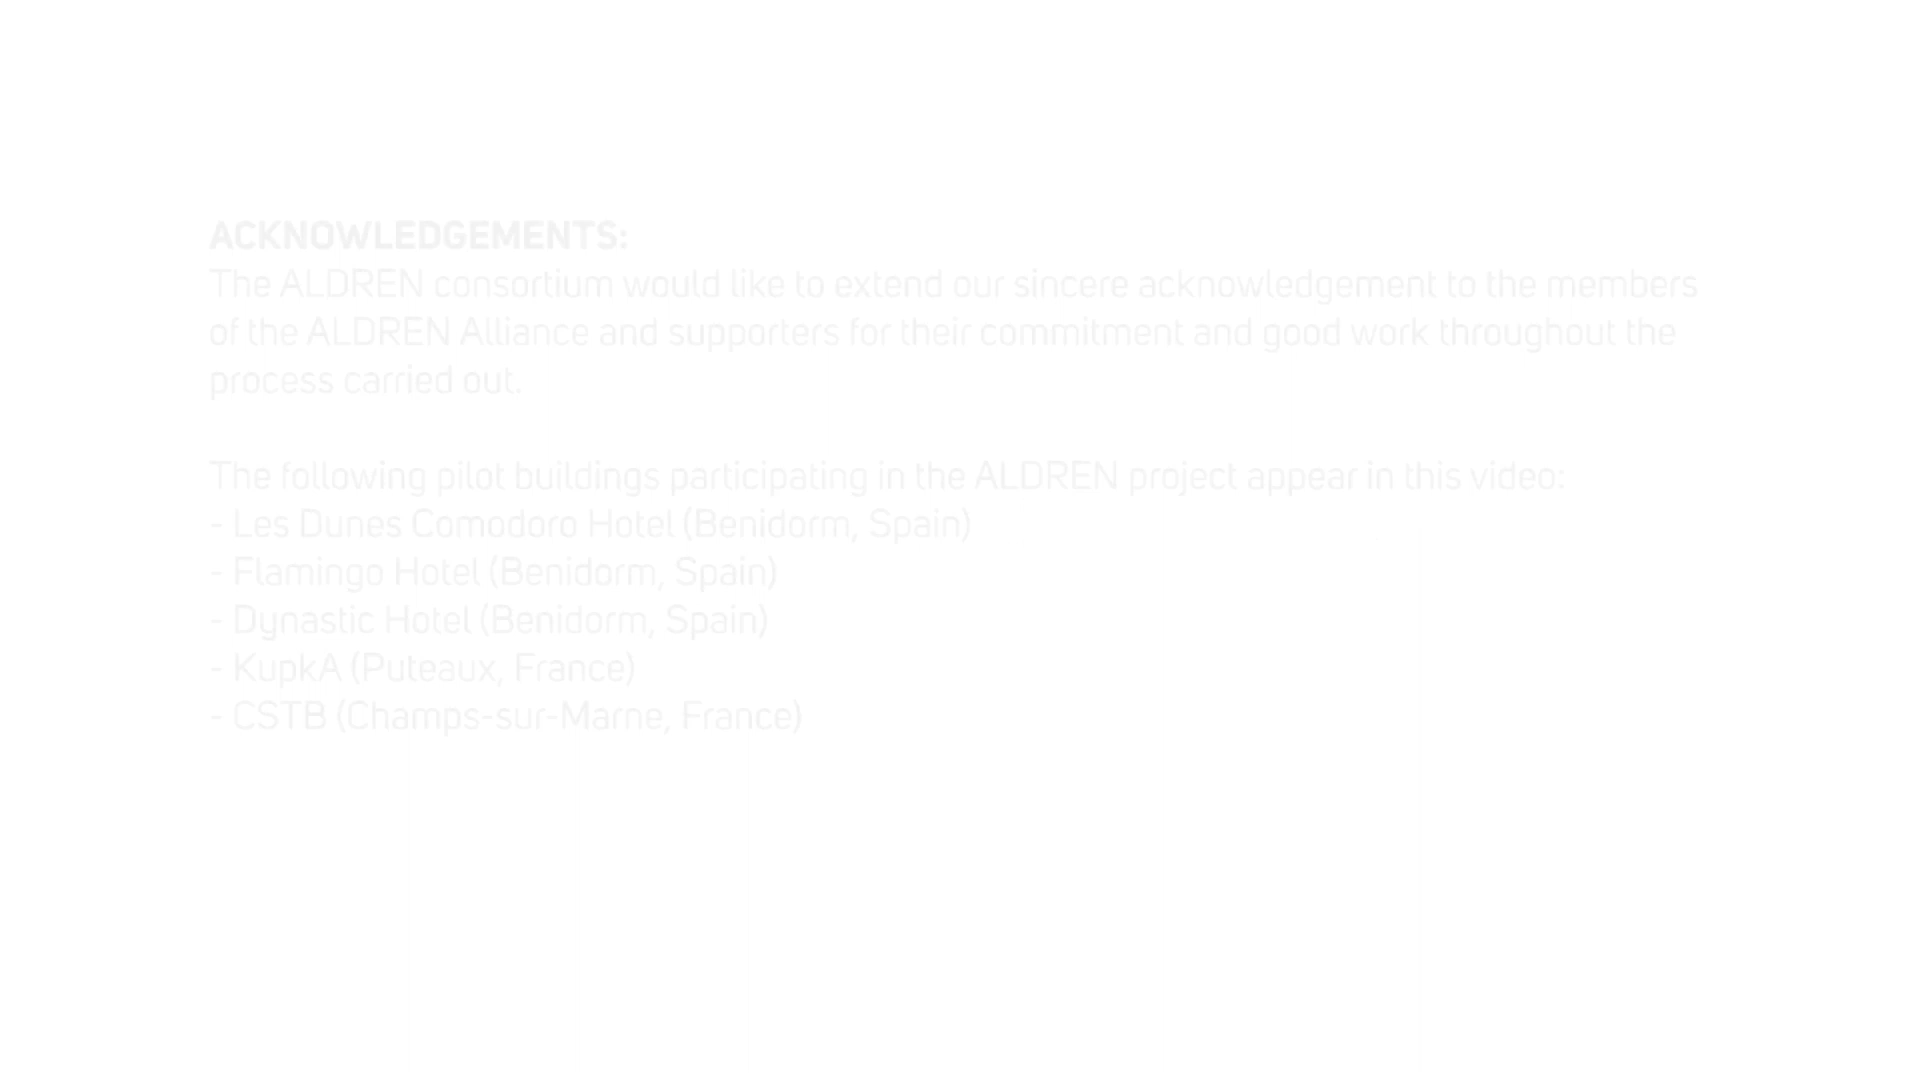 ACKNOWLEDGEMENTS:
The ALDREN consortium would like to extend our sincere acknowledgement to the members
of the ALDREN Alliance and supporters for their commitment and good work throughout the
process carried out.
The following pilot buildings participating in the ALDREN project appear in this video:
- Les Dunes Comodoro Hotel (Benidorm, Spain)
- Flamingo Hotel (Benidorm, Spain)
- Dynastic Hotel (Benidorm, Spain)
- KupkA (Puteaux, France)
- CSTB (Champs-sur-Marne, France)